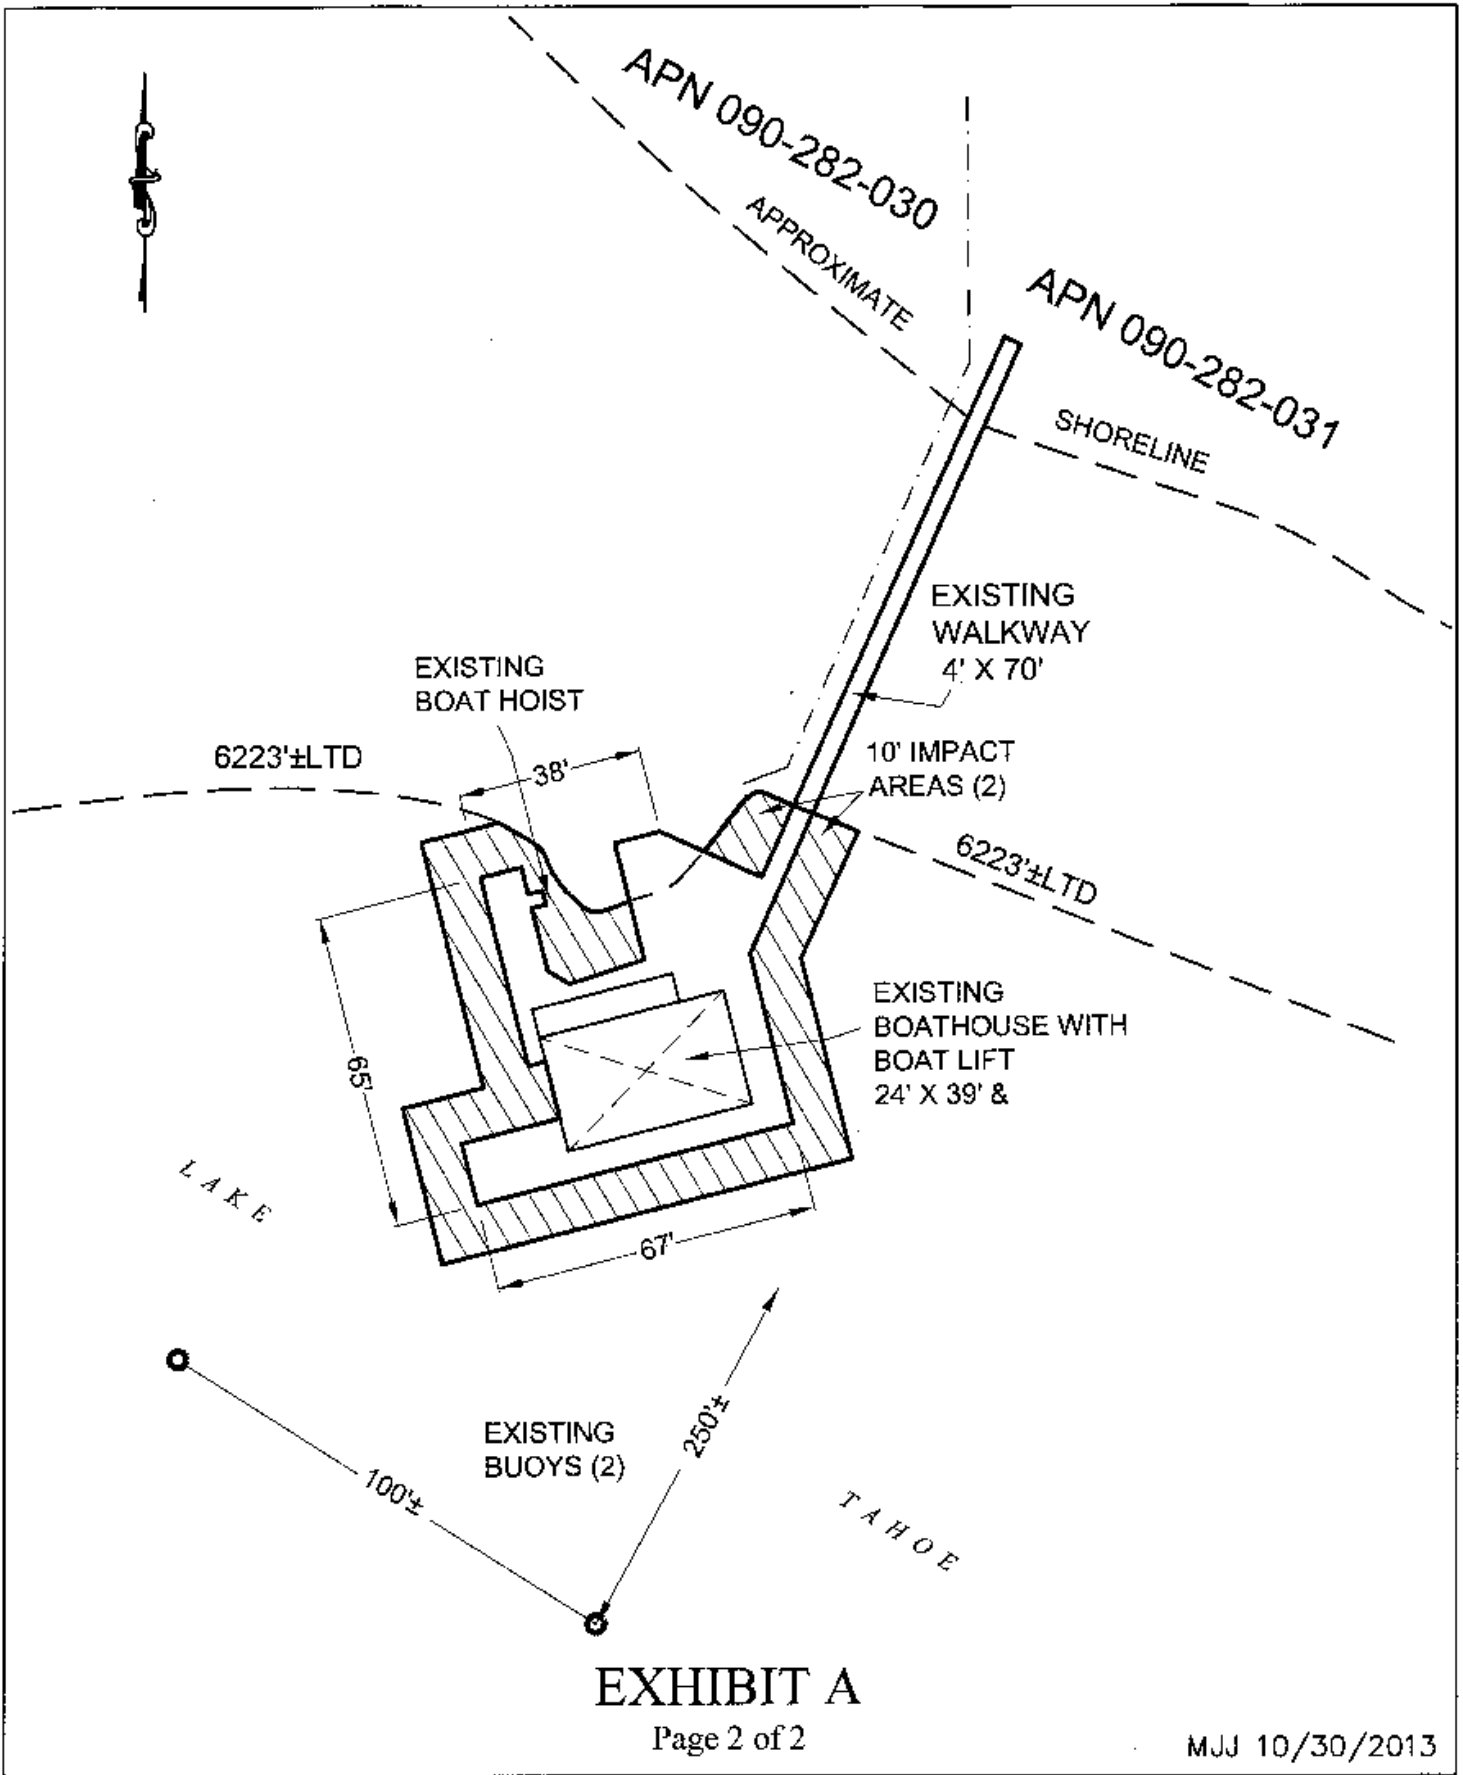 APN 090-282-030
APPROXIMATE
APN 090-282-031
SHORELINE
EXISTING
WALKWAY
4' X 70'
EXISTING
BOAT HOIST
6223'±LTD
38'
10' IMPACT
AREAS (2)
6223'±LTD
EXISTING
BOATHOUSE WITH
BOAT LIFT
24' X 39' &
65'
LAKE
67'
250'±
EXISTING
BUOYS (2)
100'±
TAHOE
EXHIBIT A
Page 2 of 2
MJJ 10/30/2013